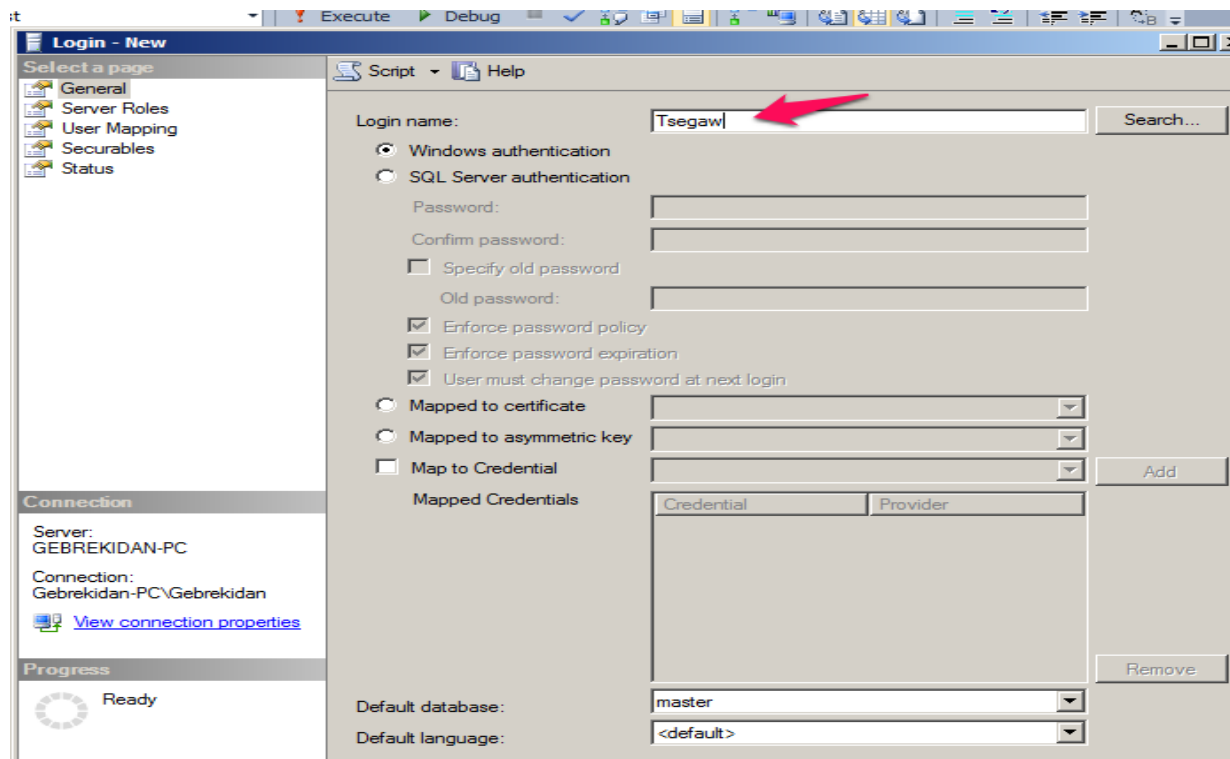 st
Execute Debug
Login - New
Select a page
General
Server Roles
User Mapping
Securables
Status
Script Help
Login name: Tsegaw Search...
Windows authentication
SQL Server authentication
Password:
Confirm password:
Specify old password
Old password:
Enforce password policy
Enforce password expiration
User must change password at next login
Mapped to certificate
Mapped to asymmetric key
Map to Credential Add
Mapped Credentials Credential Provider
Remove
Default database: master
Default language: <default>
Connection
Server:
GEBREKIDAN-PC
Connection:
Gebrekidan-PC\Gebrekidan
View connection properties
Progress
Ready